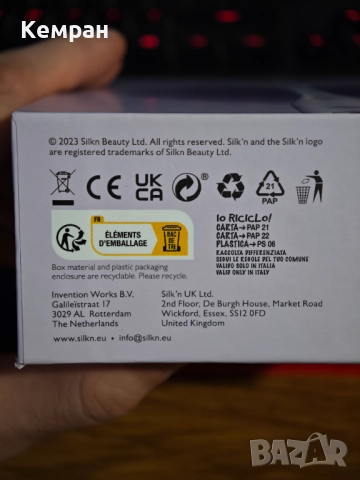 Кемпран
© 2023 Silkn Beauty Ltd. All rights reserved. Silk'n and the Silk'n logo
are registered trademarks of Silkn Beauty Ltd.
CE UK
CA
21
PAP
FR
ÉLÉMENTS
D'EMBALLAGE
BAC
DE TRI
Box material and plastic packaging
enclosure are recyclable. Please recycle.
Io RICICLo!
CARTA→PAP 21
CARTA→PAP 22
PLASTICA→PS 06
RACCOLTA DIFFERENZIATA
SEGUI LE REGOLE DEL TUO COMUNE
VALIDO SOLO IN ITALIA
VALID ONLY IN ITALY
Invention Works B.V.
Galileïstraat 17
3029 AL Rotterdam
The Netherlands
Silk'n UK Ltd.
2nd Floor, De Burgh House, Market Road
Wickford, Essex, SS12 0FD
United Kingdom
www.silkn.eu • info@silkn.eu
BAZAR
bg